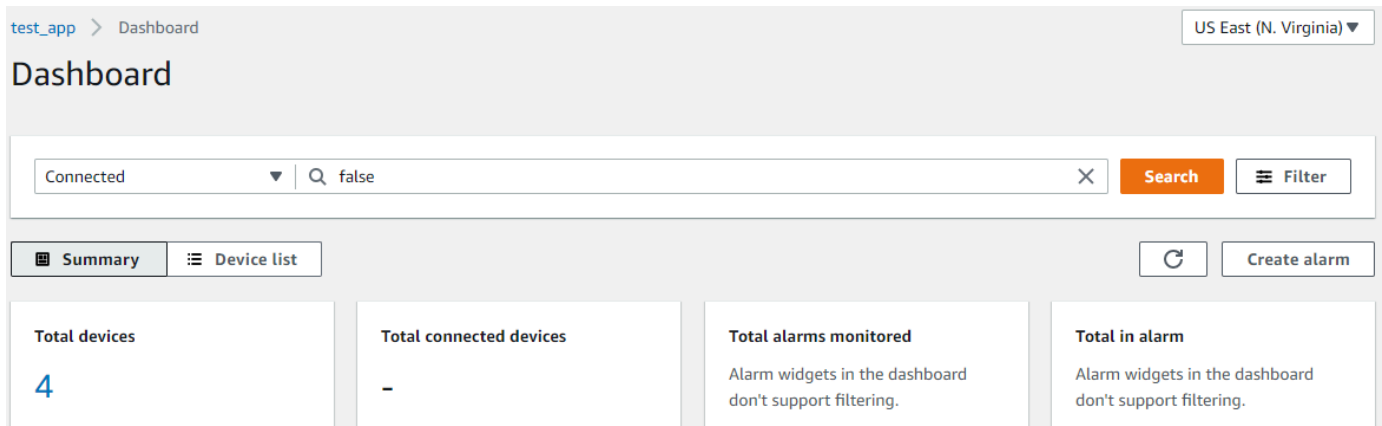 test_app > Dashboard
US East (N. Virginia)
Dashboard
Connected
false
Search
Filter
Summary
Device list
Create alarm
Total devices
4
Total connected devices
-
Total alarms monitored
Alarm widgets in the dashboard
don't support filtering.
Total in alarm
Alarm widgets in the dashboard
don't support filtering.